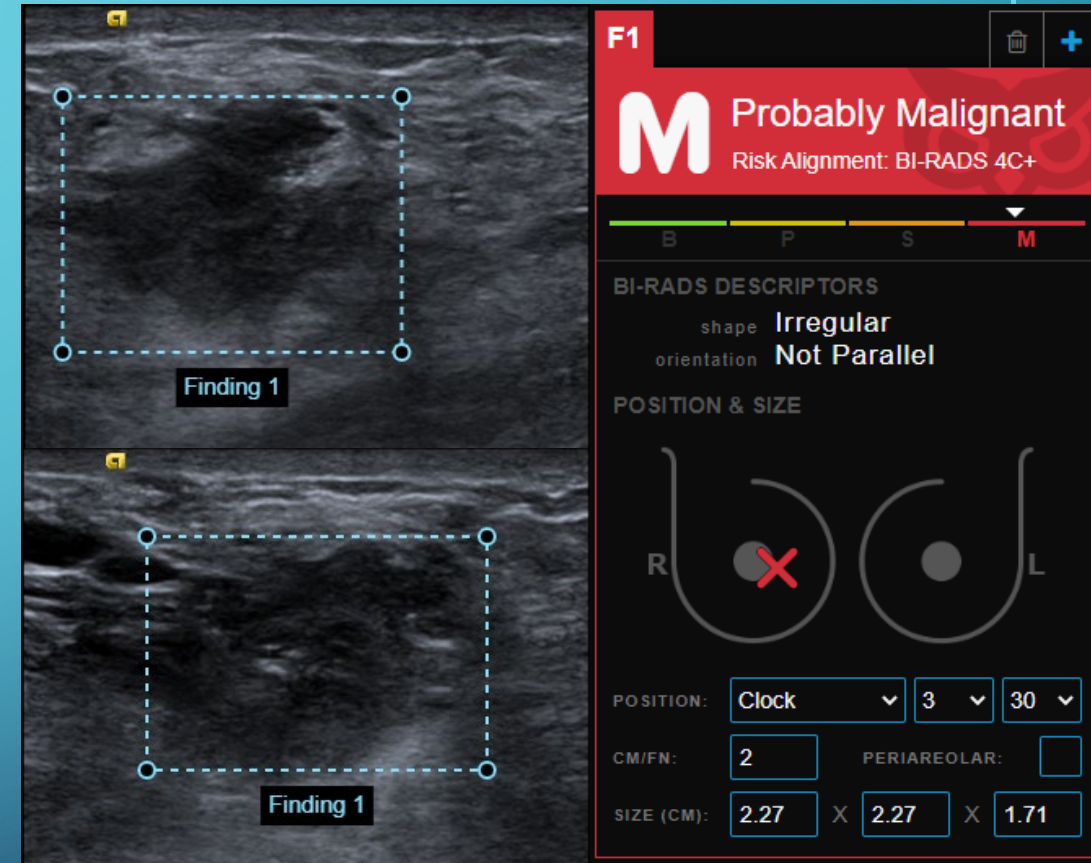 Finding 1
Finding 1
F1
M
Probably Malignant
Risk Alignment: BI-RADS 4C+
B P S M
BI-RADS DESCRIPTORS
shape Irregular
orientation Not Parallel
POSITION & SIZE
R L
POSITION: Clock 3 30
CM/FN: 2 PERIAREOLAR:
SIZE (CM): 2.27 X 2.27 X 1.71